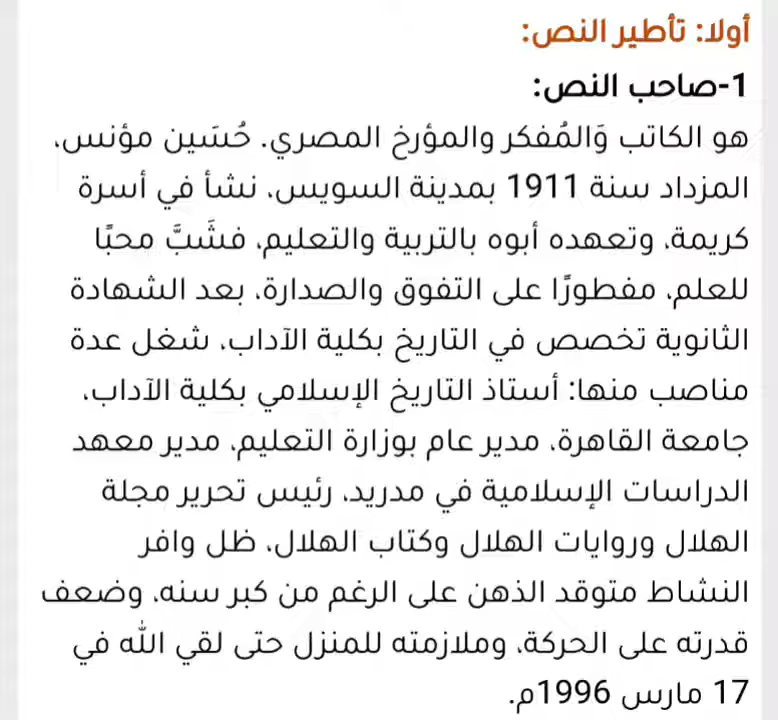 أولا: تأطير النص:
1-صاحب النص:
هو الكاتب وَالمُفكر والمؤرخ المصري. حُسَين مؤنس،
المزداد سنة 1911 بمدينة السويس، نشأ في أسرة
كريمة، وتعهده أبوه بالتربية والتعليم، فشَبَّ محبًا
للعلم، مفطورًا على التفوق والصدارة، بعد الشهادة
الثانوية تخصص في التاريخ بكلية الآداب، شغل عدة
مناصب منها: أستاذ التاريخ الإسلامي بكلية الآداب،
جامعة القاهرة، مدير عام بوزارة التعليم، مدير معهد
الدراسات الإسلامية في مدريد، رئيس تحرير مجلة
الهلال وروايات الهلال وكتاب الهلال، ظل وافر
النشاط متوقد الذهن على الرغم من كبر سنه، وضعف
قدرته على الحركة، وملازمته للمنزل حتى لقي الله في
17 مارس 1996م.